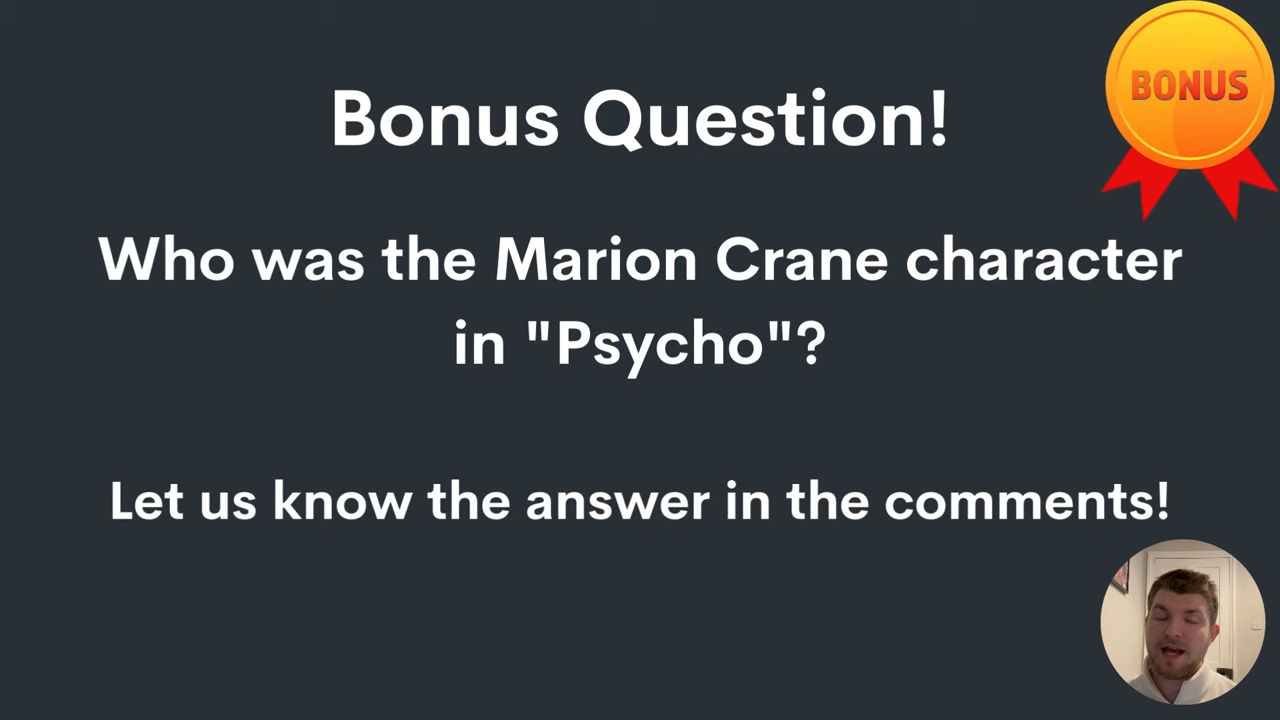 BONUS
Bonus Question!
Who was the Marion Crane character
in "Psycho"?
Let us know the answer in the comments!